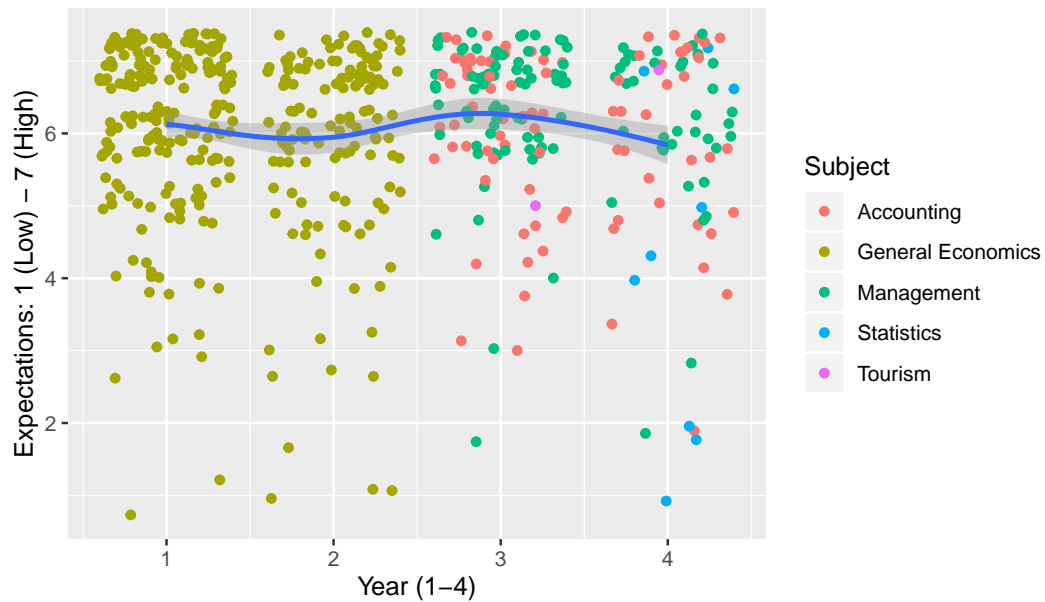 Expectations: 1 (Low) − 7 (High)
6
4
2
1
2
3
4
Year (1−4)
Subject
Accounting
General Economics
Management
Statistics
Tourism